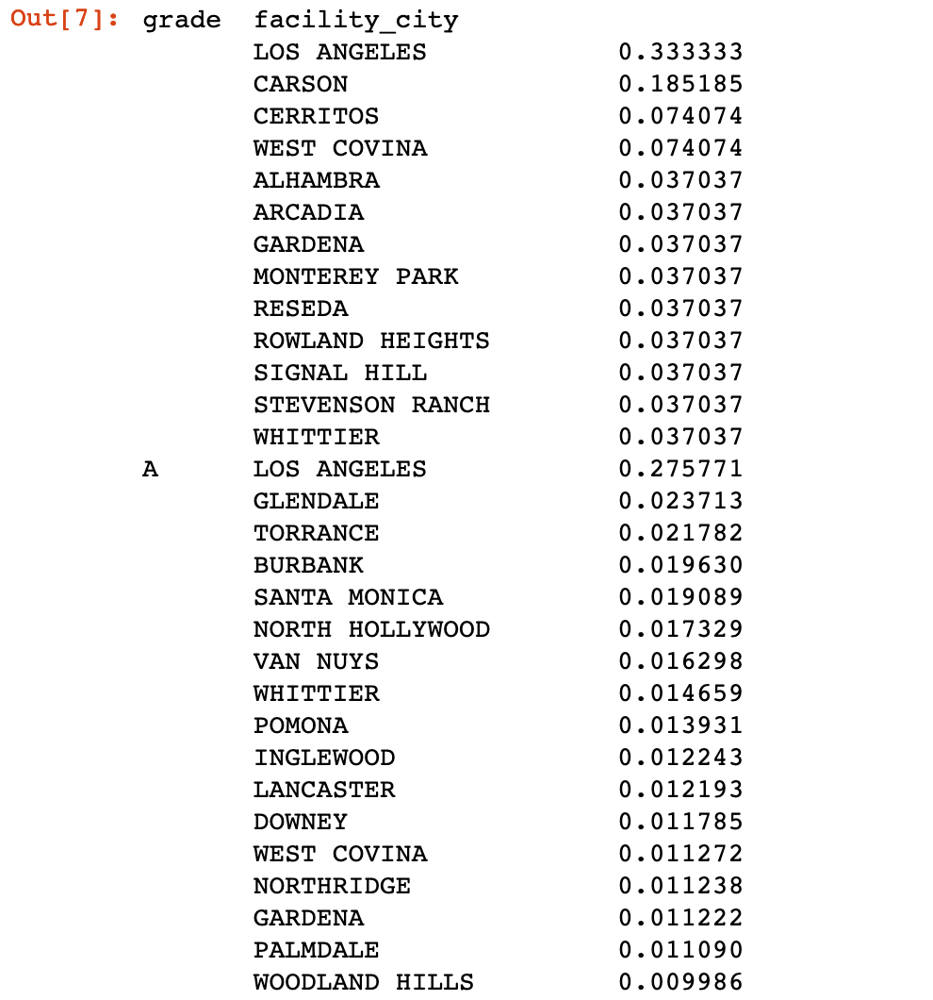 Out[7]: grade facility_city
LOS ANGELES 0.333333
CARSON 0.185185
CERRITOS 0.074074
WEST COVINA 0.074074
ALHAMBRA 0.037037
ARCADIA 0.037037
GARDENA 0.037037
MONTEREY PARK 0.037037
RESEDA 0.037037
ROWLAND HEIGHTS 0.037037
SIGNAL HILL 0.037037
STEVENSON RANCH 0.037037
WHITTIER 0.037037
A LOS ANGELES 0.275771
GLENDALE 0.023713
TORRANCE 0.021782
BURBANK 0.019630
SANTA MONICA 0.019089
NORTH HOLLYWOOD 0.017329
VAN NUYS 0.016298
WHITTIER 0.014659
POMONA 0.013931
INGLEWOOD 0.012243
LANCASTER 0.012193
DOWNEY 0.011785
WEST COVINA 0.011272
NORTHRIDGE 0.011238
GARDENA 0.011222
PALMDALE 0.011090
WOODLAND HILLS 0.009986